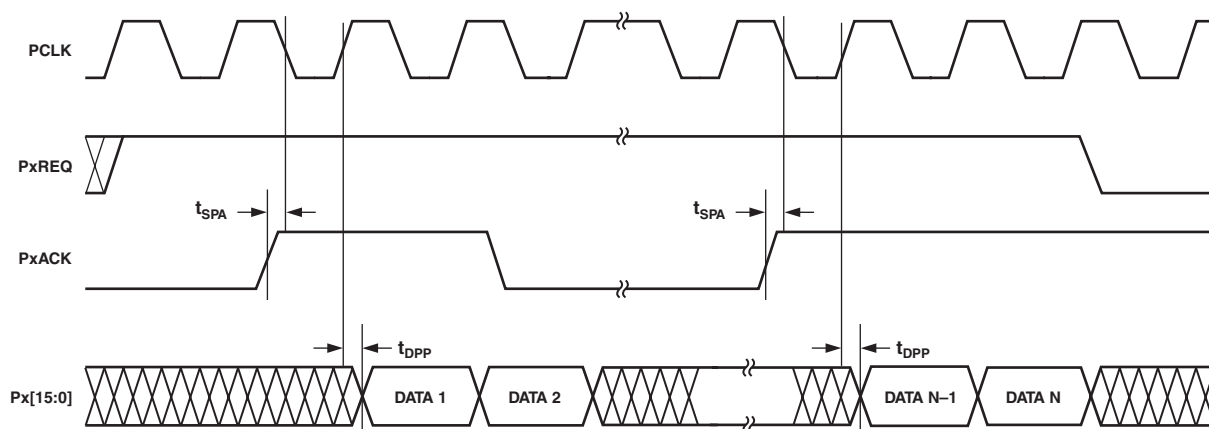 PCLK
PxREQ
tSPA tSPA
PxACK
tDPP tDPP
Px[15:0] DATA 1 DATA 2 DATA N–1 DATA N